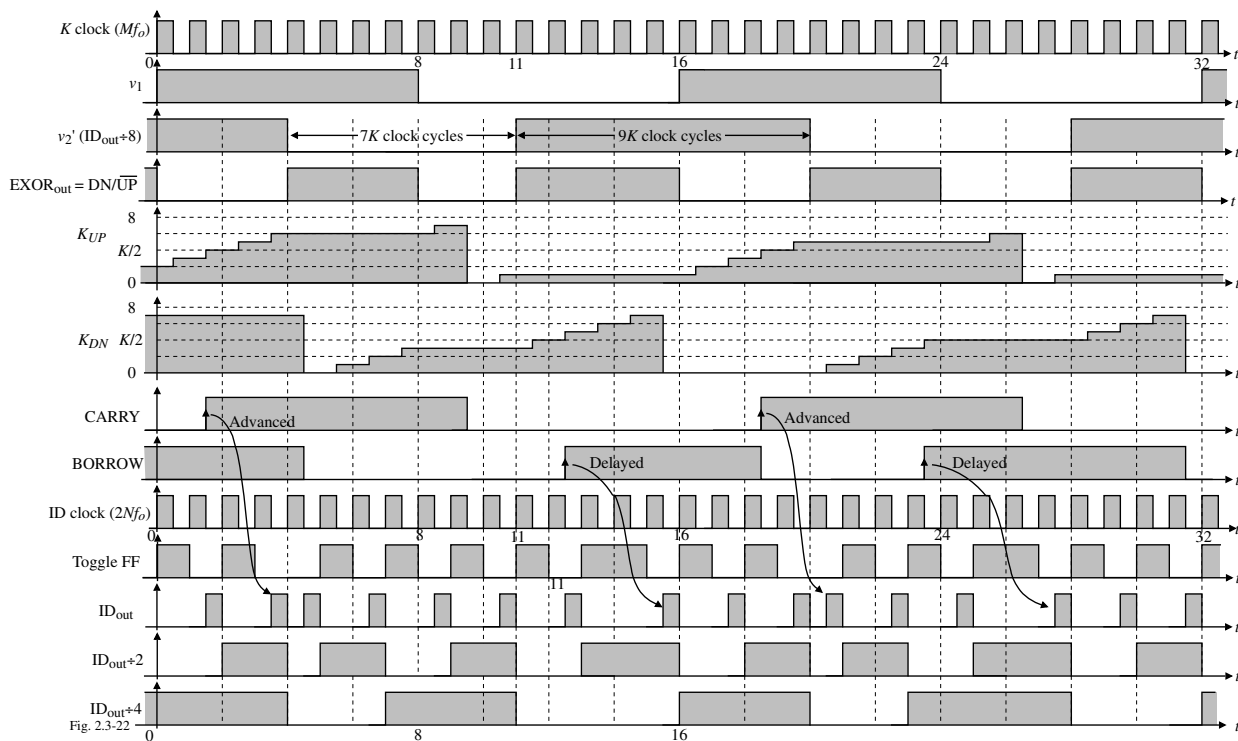 K clock (Mfo)
0 8 11 16 24 32 t
v1
t
v2' (IDout÷8)
7K clock cycles
9K clock cycles
t
EXORout = DN/U̅P̅
t
8
KUP
K/2
0
t
8
KDN K/2
0
t
CARRY
Advanced
Advanced
t
BORROW
Delayed
Delayed
t
ID clock (2Nfo)
0 8 11 16 24 32 t
Toggle FF
t
11
IDout
t
IDout÷2
t
IDout÷4
Fig. 2.3-22
t
0 8 16